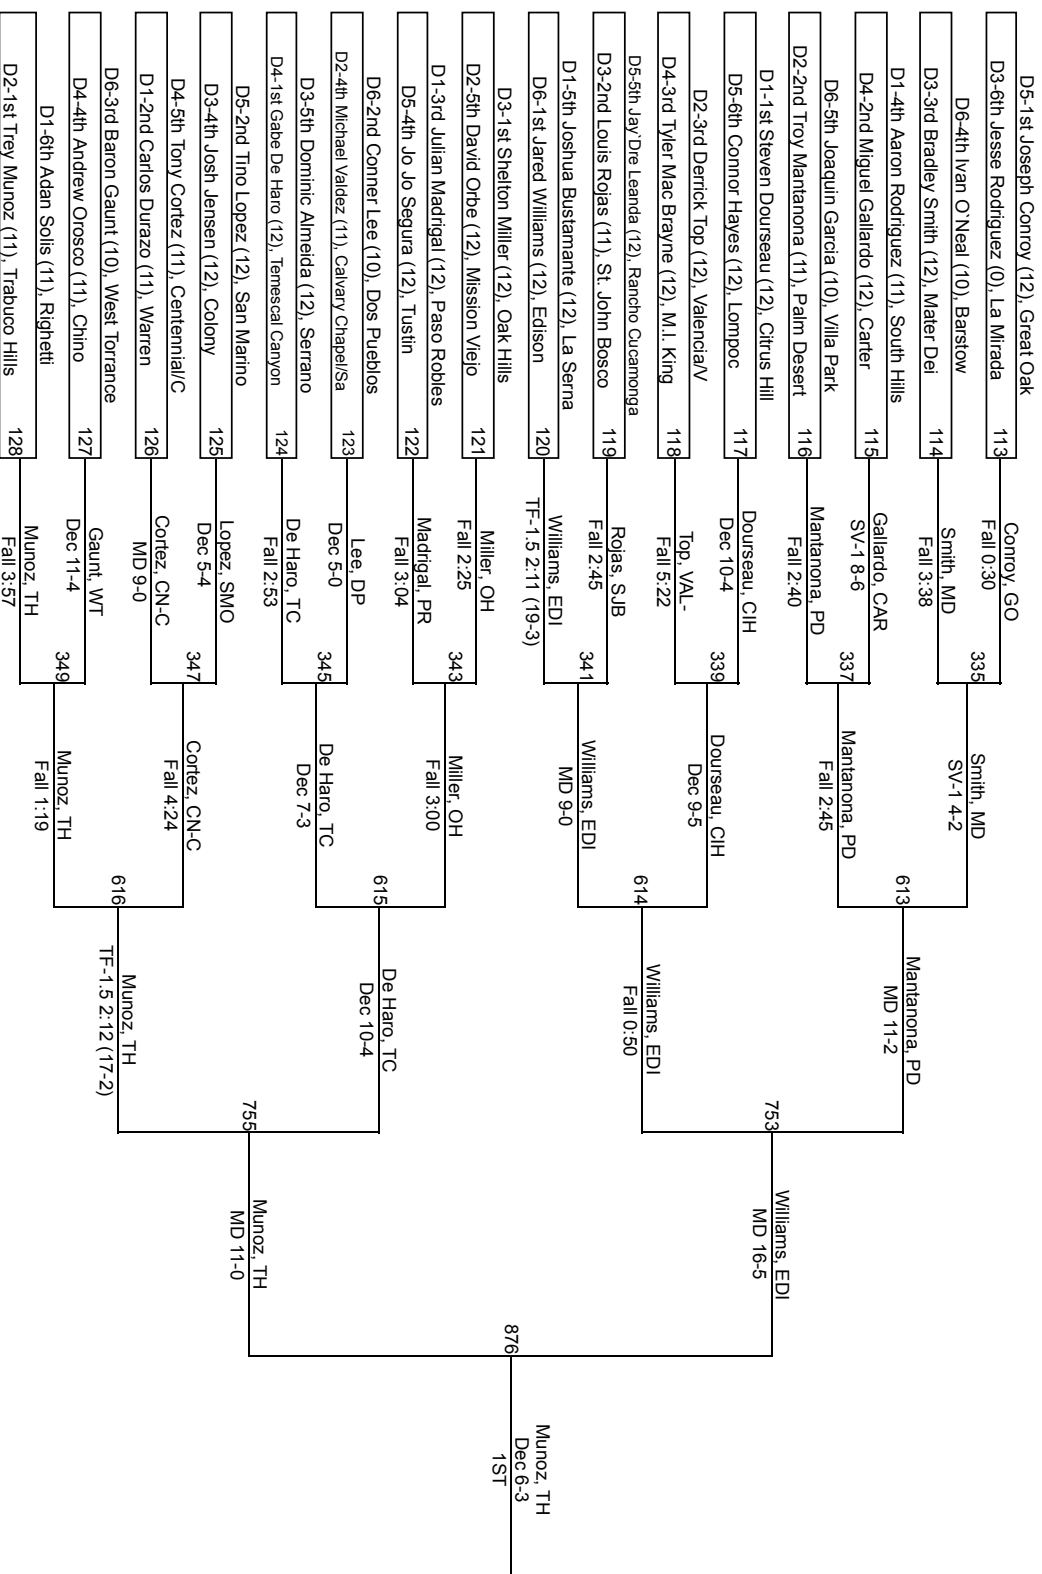 D5-1st Joseph Conroy (12), Great Oak
D3-6th Jesse Rodriguez (0), La Mirada
113
D6-4th Ivan O'Neal (10), Barstow
D3-3rd Bradley Smith (12), Mater Dei
114
D1-4th Aaron Rodriguez (11), South Hills
D4-2nd Miguel Gallardo (12), Carter
115
D6-5th Joaquin Garcia (10), Villa Park
D2-2nd Troy Mantanona (11), Palm Desert
116
D1-1st Steven Dourseau (12), Citrus Hill
D5-6th Connor Hayes (12), Lompoc
117
D2-3rd Derrick Top (12), Valencia/V
D4-3rd Tyler Mac Brayne (12), M.I. King
118
D5-5th Jay'Dre Leanda (12), Rancho Cucamonga
D3-2nd Louis Rojas (11), St. John Bosco
119
D1-5th Joshua Bustamante (12), La Serna
D6-1st Jared Williams (12), Edison
120
D3-1st Shelton Miller (12), Oak Hills
D2-5th David Orbe (12), Mission Viejo
121
D1-3rd Julian Madrigal (12), Paso Robles
D5-4th Jo Jo Segura (12), Tustin
122
D6-2nd Conner Lee (10), Dos Pueblos
D2-4th Michael Valdez (11), Calvary Chapel/Sa
123
D3-5th Dominic Almeida (12), Serrano
D4-1st Gabe De Haro (12), Temescal Canyon
124
D5-2nd Tino Lopez (12), San Marino
D3-4th Josh Jensen (12), Colony
125
D4-5th Tony Cortez (11), Centennial/C
D1-2nd Carlos Durazo (11), Warren
126
D6-3rd Baron Gaunt (10), West Torrance
D4-4th Andrew Orosco (11), Chino
127
D1-6th Adan Solis (11), Righetti
D2-1st Trey Munoz (11), Trabuco Hills
128
Conroy, GO
Fall 0:30
Smith, MD
Fall 3:38
Gallardo, CAR
SV-1 8-6
Mantanona, PD
Fall 2:40
Dourseau, CIH
Dec 10-4
Top, VAL-
Fall 5:22
Rojas, SJB
Fall 2:45
Williams, EDI
TF-1.5 2:11 (19-3)
Miller, OH
Fall 2:25
Madrigal, PR
Fall 3:04
Lee, DP
Dec 5-0
De Haro, TC
Fall 2:53
Lopez, SMO
Dec 5-4
Cortez, CN-C
MD 9-0
Gaunt, WT
Dec 11-4
Munoz, TH
Fall 3:57
335
337
339
341
343
345
347
349
Smith, MD
SV-1 4-2
Mantanona, PD
Fall 2:45
Dourseau, CIH
Dec 9-5
Williams, EDI
MD 9-0
Miller, OH
Fall 3:00
De Haro, TC
Dec 7-3
Cortez, CN-C
Fall 4:24
Munoz, TH
Fall 1:19
613
614
615
616
Mantanona, PD
MD 11-2
Williams, EDI
Fall 0:50
De Haro, TC
Dec 10-4
Munoz, TH
TF-1.5 2:12 (17-2)
753
755
Williams, EDI
MD 16-5
Munoz, TH
MD 11-0
876
Munoz, TH
Dec 6-3
1ST